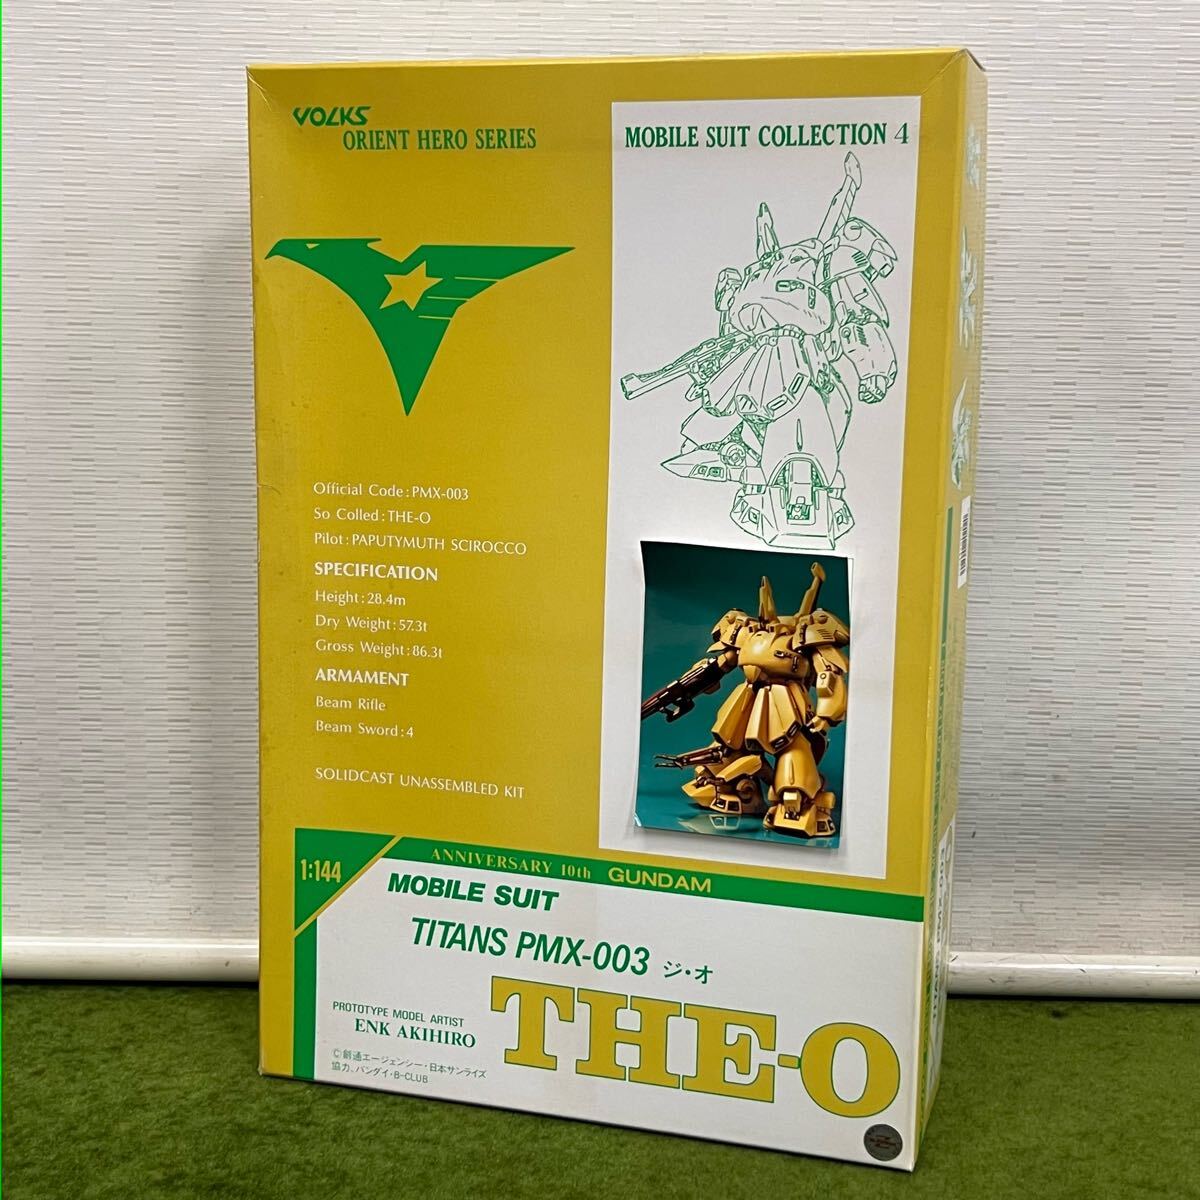 VOLKS
ORIENT HERO SERIES
MOBILE SUIT COLLECTION 4
Official Code : PMX-003
So Colled : THE-O
Pilot : PAPUTYMUTH SCIROCCO
SPECIFICATION
Height : 28.4m
Dry Weight : 57.3t
Gross Weight : 86.3t
ARMAMENT
Beam Rifle
Beam Sword : 4
SOLIDCAST UNASSEMBLED KIT
1:144
ANNIVERSARY 10th GUNDAM
MOBILE SUIT
TITANS PMX-003 ジ・オ
THE-O
PROTOTYPE MODEL ARTIST
ENK AKIHIRO
©創通エージェンシー・日本サンライズ
協力、バンダイ・B-CLUB
TITANS PMX-003